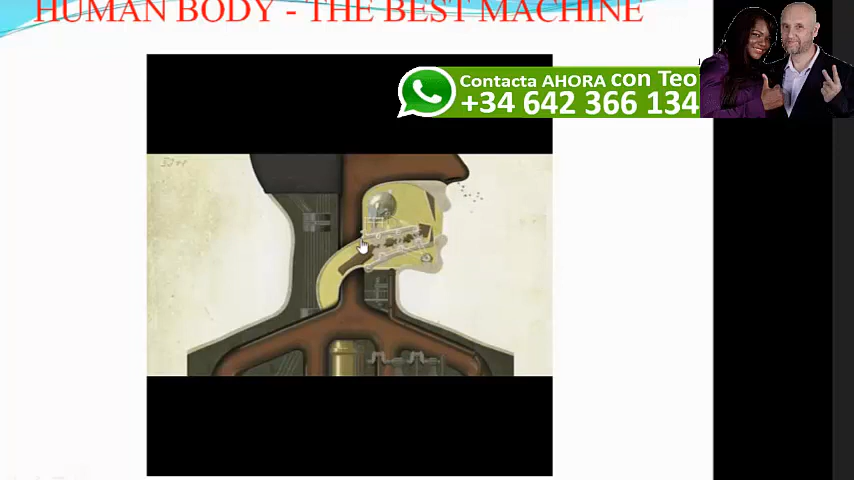 HUMAN BODY - THE BEST MACHINE
Contacta AHORA con Teo
+34 642 366 134